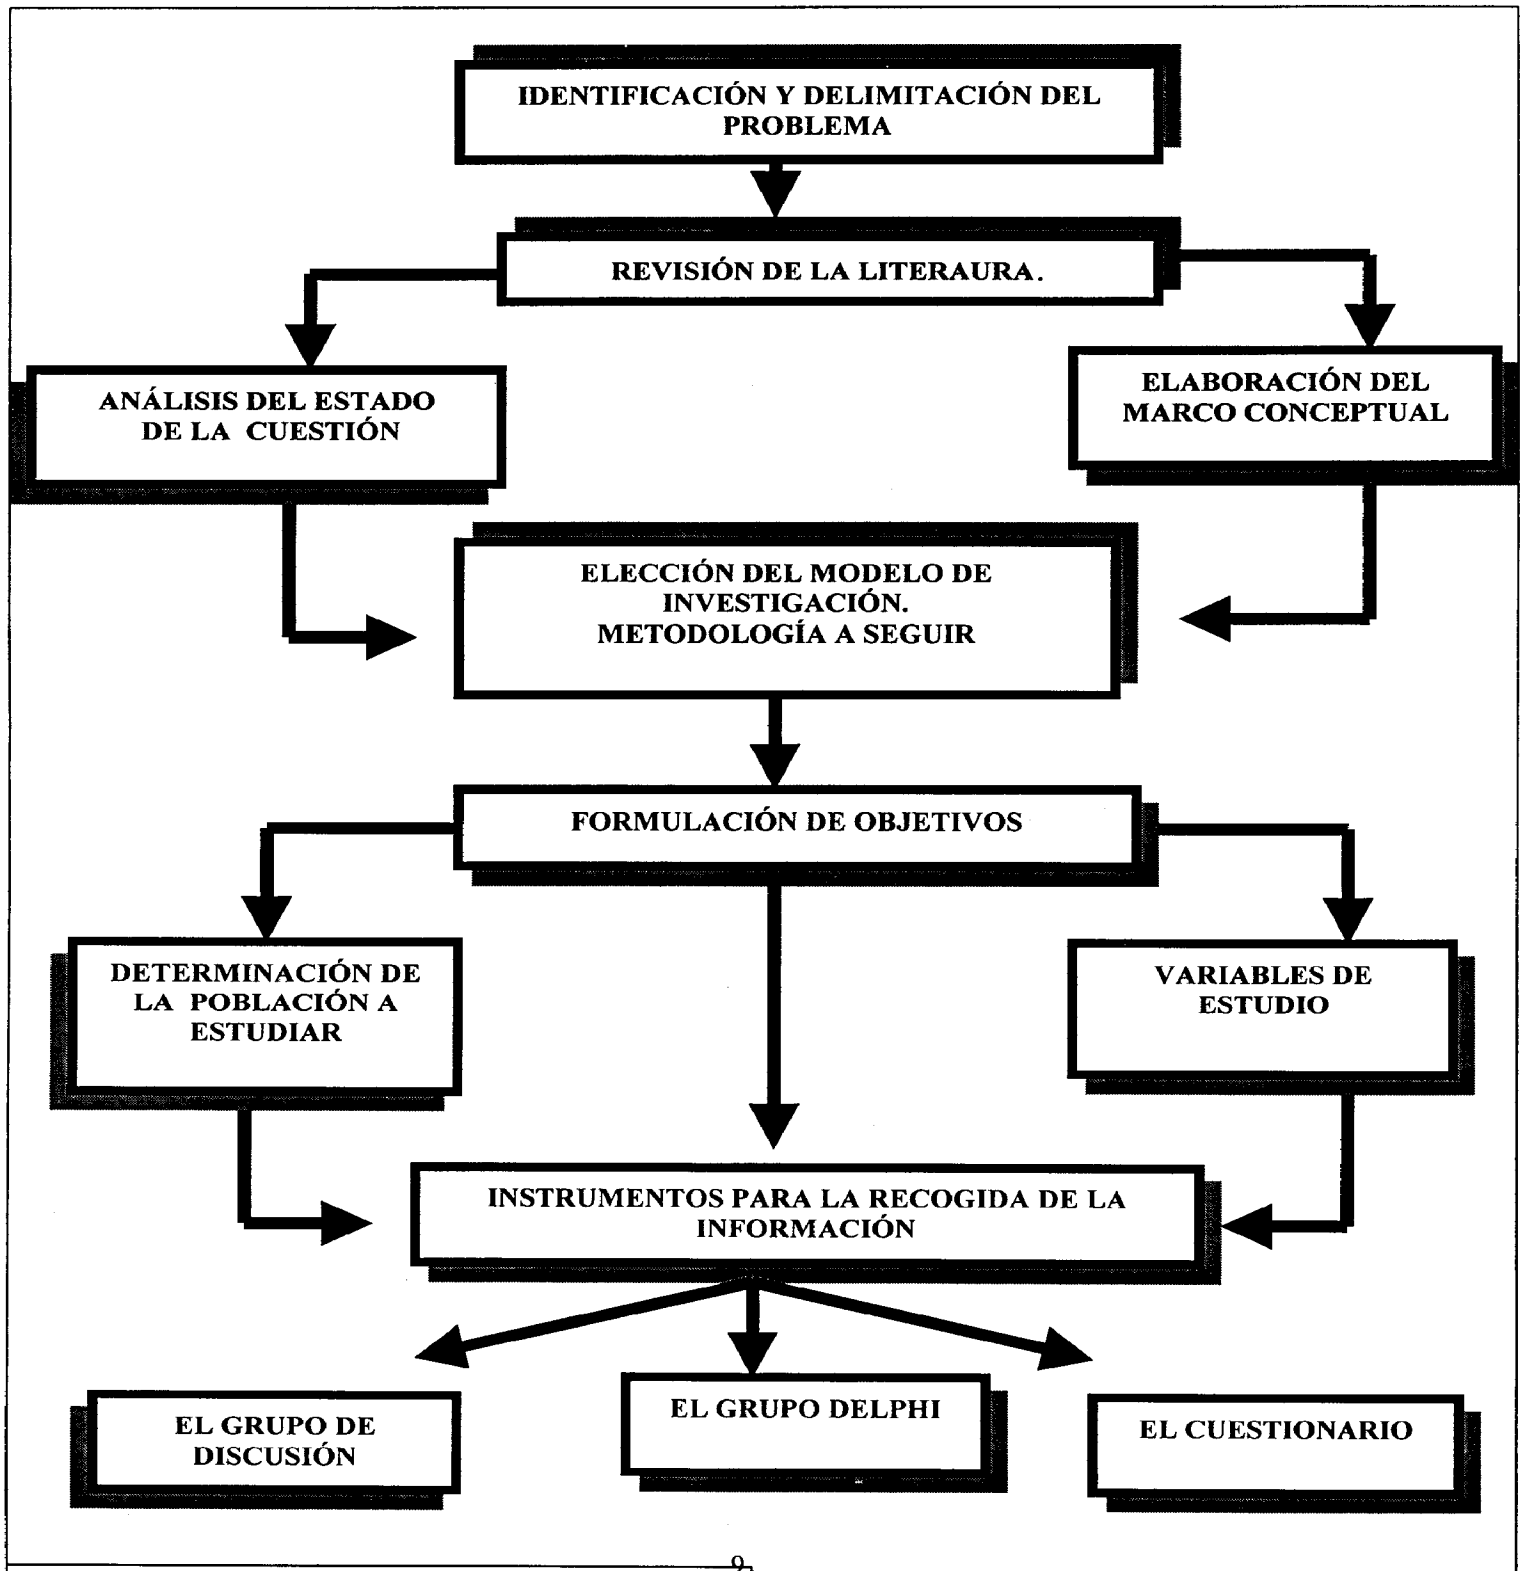 IDENTIFICACIÓN Y DELIMITACIÓN DEL
PROBLEMA
REVISIÓN DE LA LITERAURA.
ANÁLISIS DEL ESTADO
DE LA CUESTIÓN
ELABORACIÓN DEL
MARCO CONCEPTUAL
ELECCIÓN DEL MODELO DE
INVESTIGACIÓN.
METODOLOGÍA A SEGUIR
FORMULACIÓN DE OBJETIVOS
DETERMINACIÓN DE
LA POBLACIÓN A
ESTUDIAR
VARIABLES DE
ESTUDIO
INSTRUMENTOS PARA LA RECOGIDA DE LA
INFORMACIÓN
EL GRUPO DE
DISCUSIÓN
EL GRUPO DELPHI
EL CUESTIONARIO
9